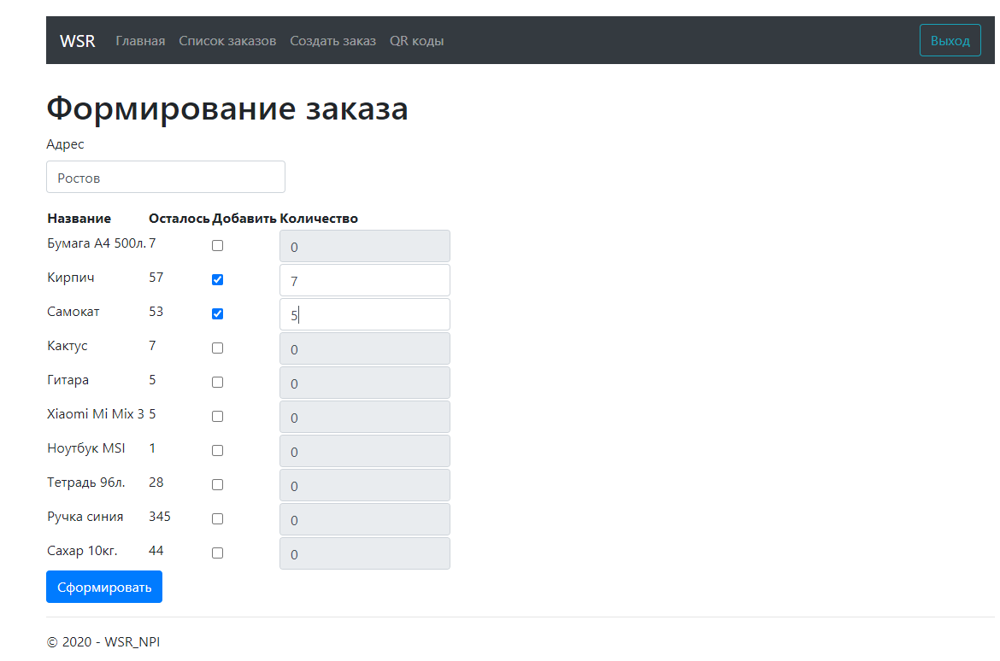 WSR Главная Список заказов Создать заказ QR коды Выход
Формирование заказа
Адрес
Ростов
Название Осталось Добавить Количество
Бумага А4 500л. 7 0
Кирпич 57 7
Самокат 53 5
Кактус 7 0
Гитара 5 0
Xiaomi Mi Mix 3 5 0
Ноутбук MSI 1 0
Тетрадь 96л. 28 0
Ручка синия 345 0
Сахар 10кг. 44 0
Сформировать
© 2020 - WSR_NPI